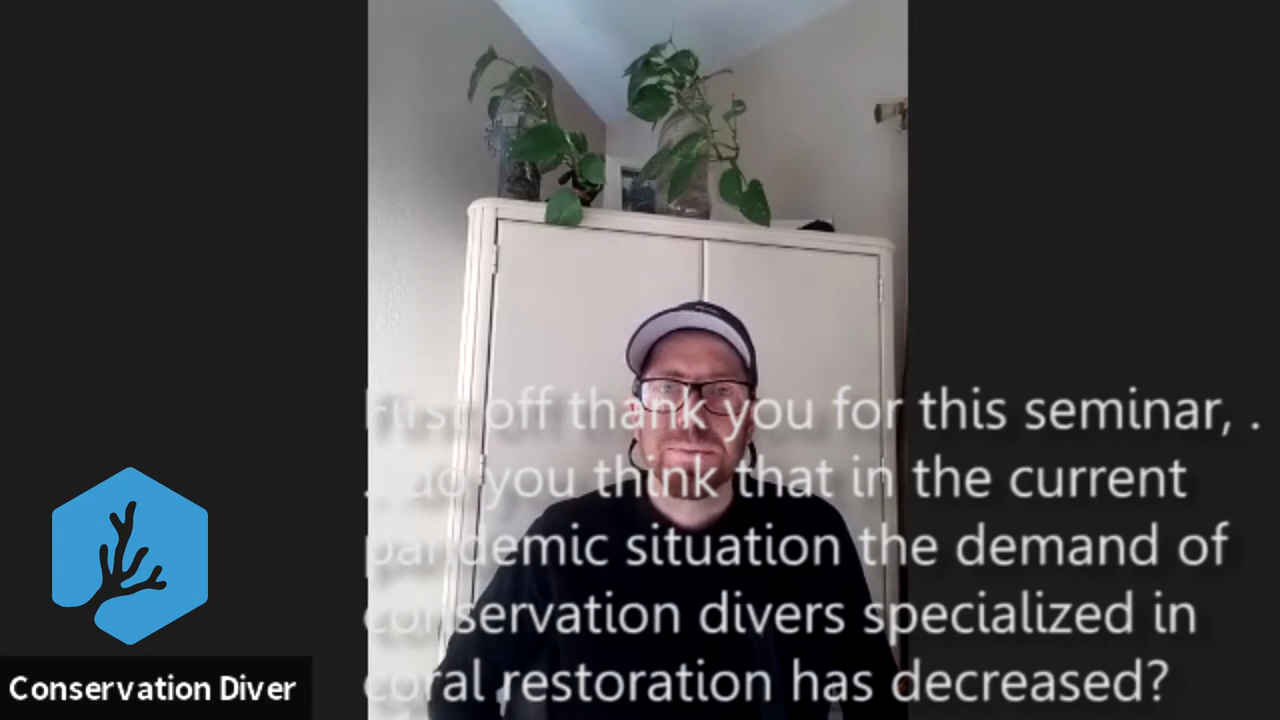 First off thank you for this seminar, .
. do you think that in the current
pandemic situation the demand of
conservation divers specialized in
coral restoration has decreased?
Conservation Diver